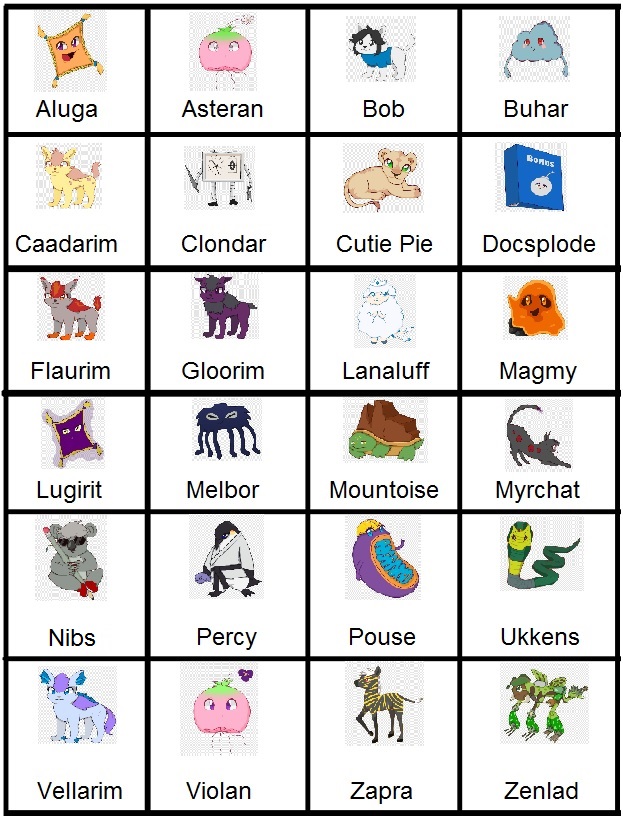 Aluga
Asteran
Bob
Buhar
Caadarim
Clondar
Cutie Pie
Bonus
Docsplode
Flaurim
Gloorim
Lanaluff
Magmy
Lugirit
Melbor
Mountoise
Myrchat
Nibs
Percy
Pouse
Ukkens
Vellarim
Violan
Zapra
Zenlad